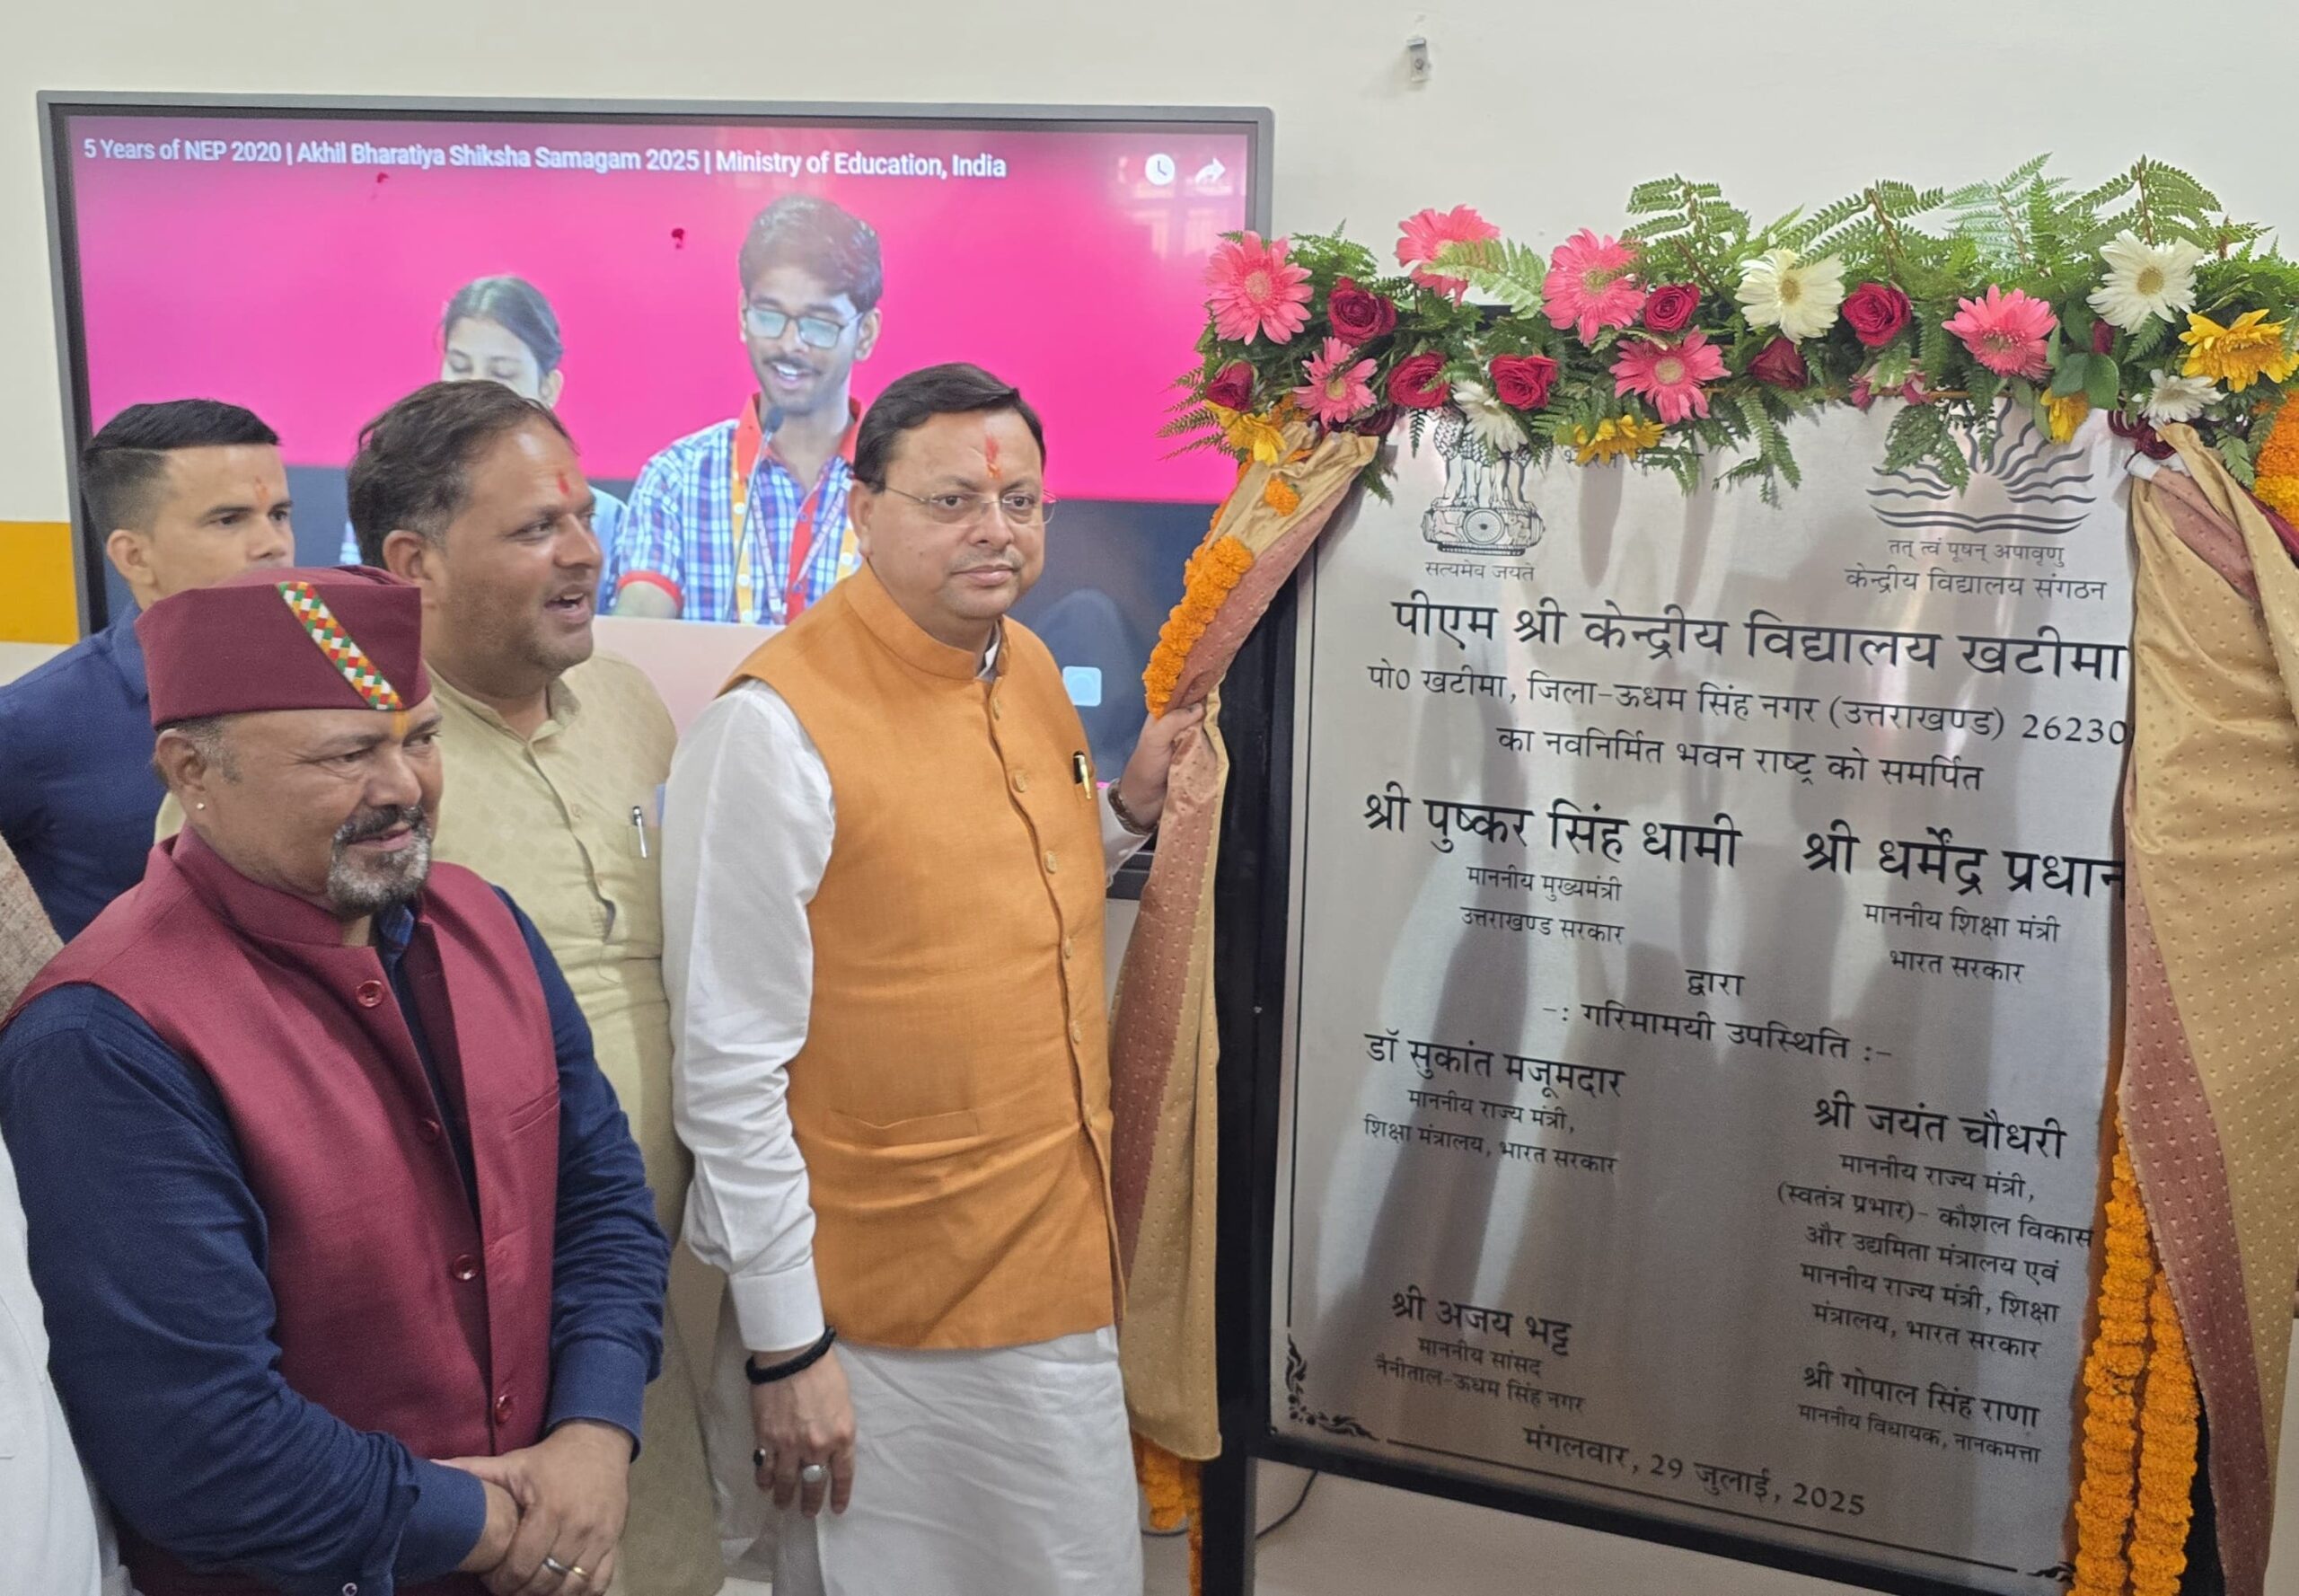 5 Years of NEP 2020 | Akhil Bharatiya Shiksha Samagam 2025 | Ministry of Education, India
सत्यमेव जयते
तत् त्वं पूषन् अपावृणु
केन्द्रीय विद्यालय संगठन
पीएम श्री केन्द्रीय विद्यालय खटीमा
पो0 खटीमा, जिला-ऊधम सिंह नगर (उत्तराखण्ड) 26230
का नवनिर्मित भवन राष्ट्र को समर्पित
श्री पुष्कर सिंह धामी
माननीय मुख्यमंत्री
उत्तराखण्ड सरकार
श्री धर्मेंद्र प्रधान
माननीय शिक्षा मंत्री
भारत सरकार
द्वारा
-: गरिमामयी उपस्थिति :-
डॉ सुकांत मजूमदार
माननीय राज्य मंत्री,
शिक्षा मंत्रालय, भारत सरकार
श्री जयंत चौधरी
माननीय राज्य मंत्री,
(स्वतंत्र प्रभार)- कौशल विकास
और उद्यमिता मंत्रालय एवं
माननीय राज्य मंत्री, शिक्षा
मंत्रालय, भारत सरकार
श्री अजय भट्ट
माननीय सांसद
नैनीताल-ऊधम सिंह नगर
श्री गोपाल सिंह राणा
माननीय विधायक, नानकमत्ता
मंगलवार, 29 जुलाई, 2025